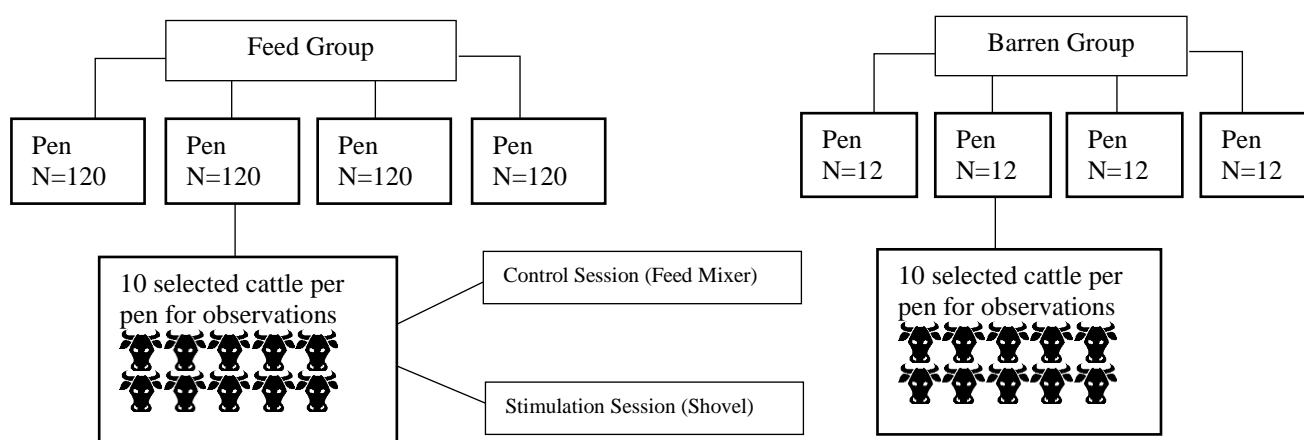 Feed Group
Barren Group
Pen
N=120
Pen
N=120
Pen
N=120
Pen
N=120
Pen
N=12
Pen
N=12
Pen
N=12
Pen
N=12
10 selected cattle per
pen for observations
Control Session (Feed Mixer)
Stimulation Session (Shovel)
10 selected cattle per
pen for observations